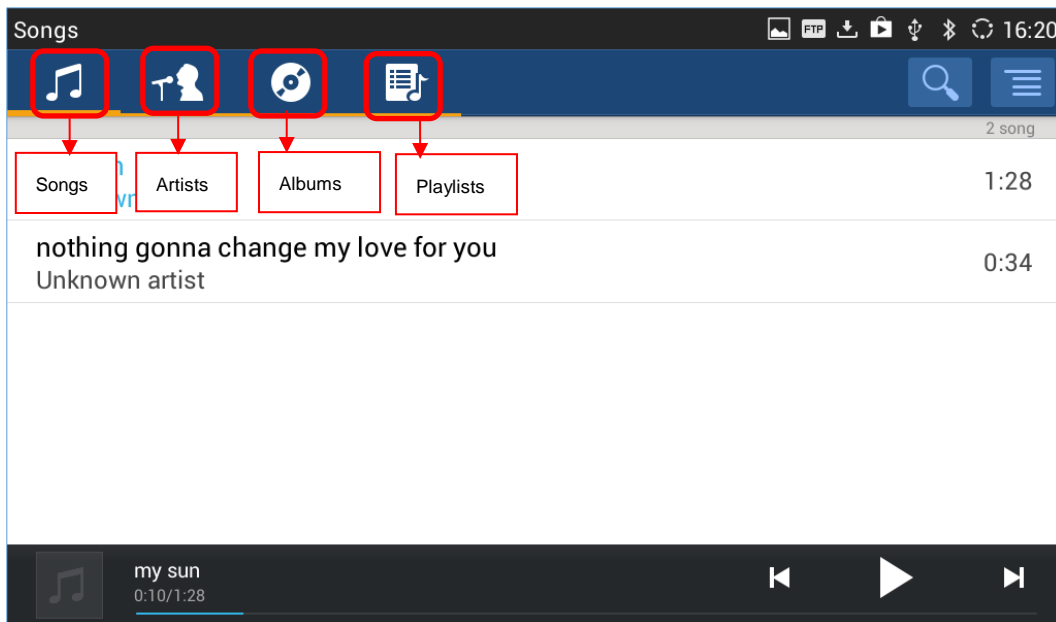 Songs
FTP
16:20
2 song
Songs
Artists
Albums
Playlists
1:28
nothing gonna change my love for you
Unknown artist
0:34
my sun
0:10/1:28